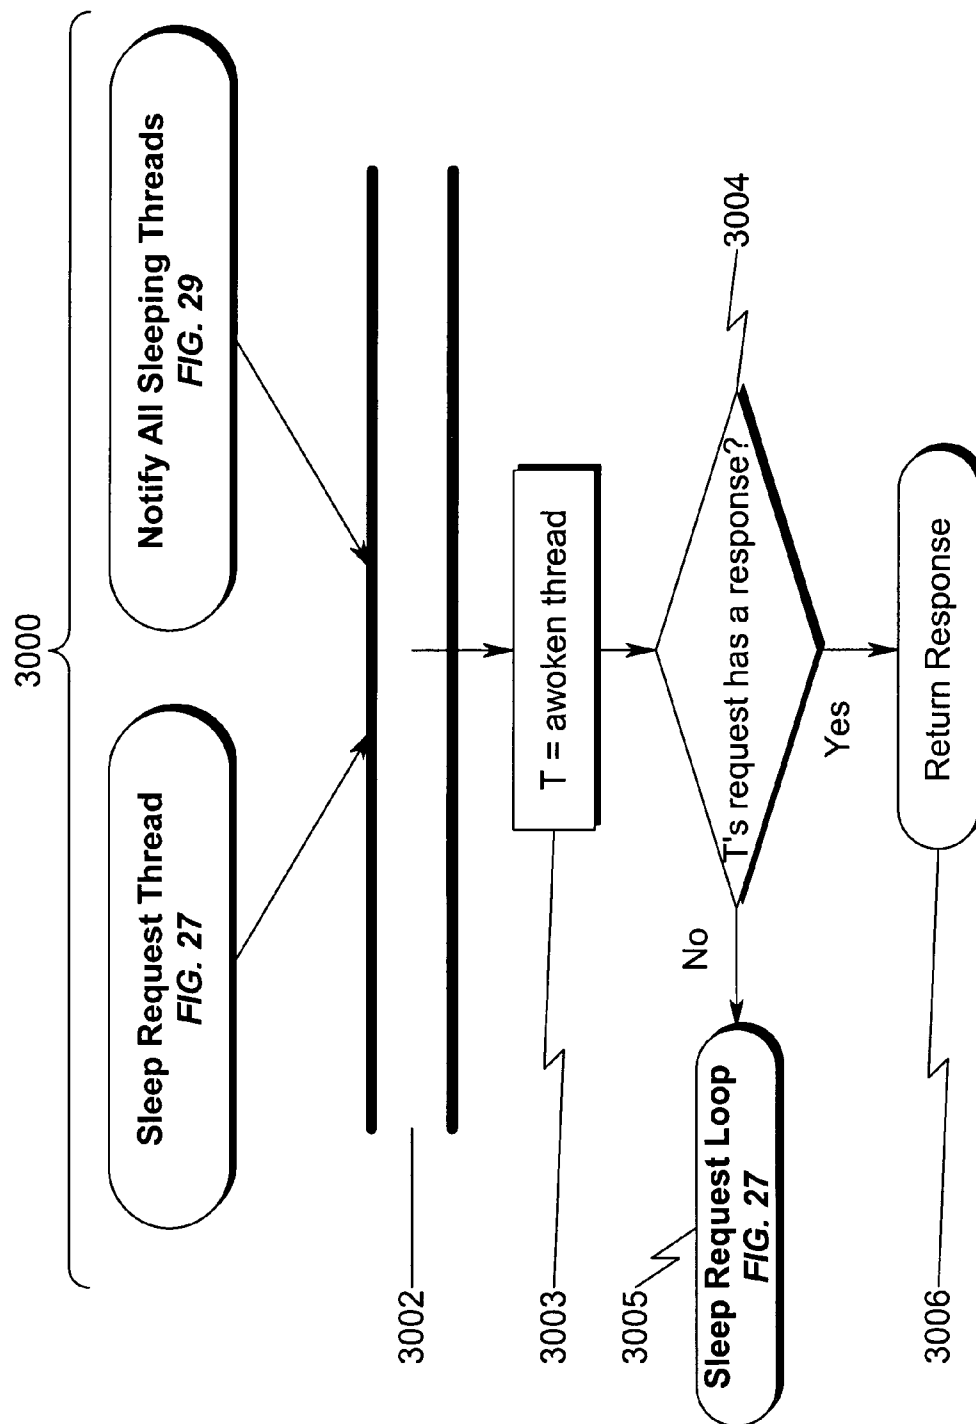 3000
Sleep Request Thread
FIG. 27
Notify All Sleeping Threads
FIG. 29
3002
T = awoken thread
3003
T's request has a response?
3004
No
Yes
3005
Sleep Request Loop
FIG. 27
Return Response
3006